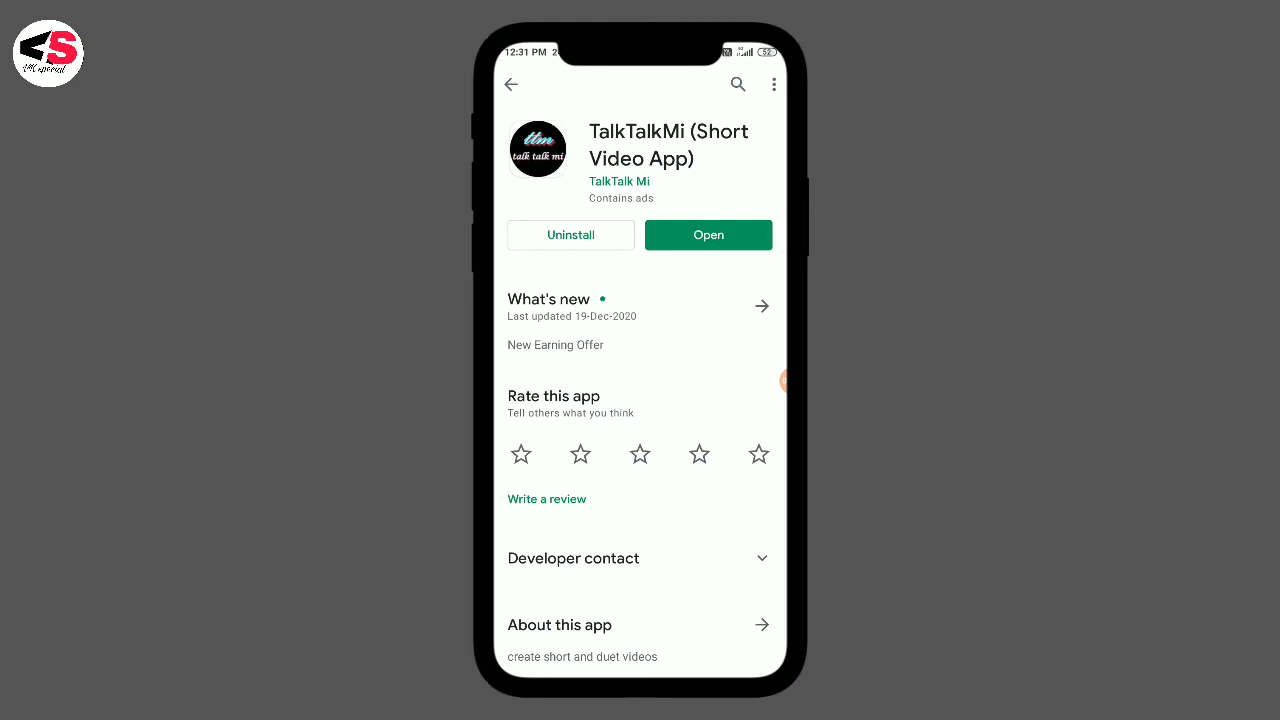 12:31 PM
52
TalkTalkMi (Short
Video App)
ttm
talk talk mi
TalkTalk Mi
Contains ads
Uninstall
Open
What's new
Last updated 19-Dec-2020
New Earning Offer
Rate this app
Tell others what you think
Write a review
Developer contact
About this app
create short and duet videos